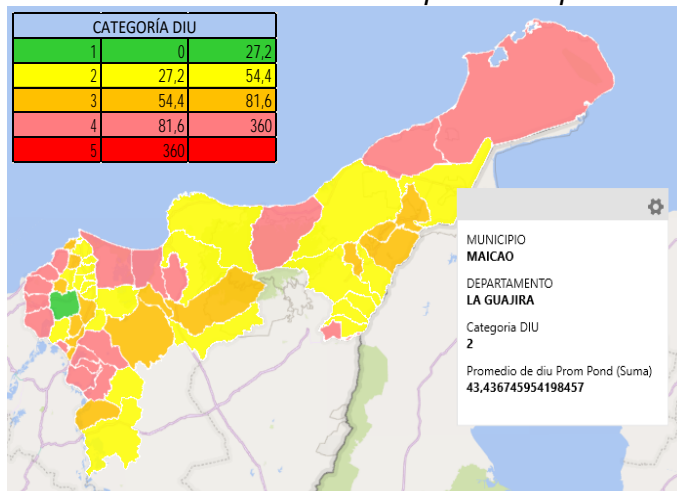 CATEGORÍA DIU
1 0 27,2
2 27,2 54,4
3 54,4 81,6
4 81,6 360
5 360
MUNICIPIO
MAICAO
DEPARTAMENTO
LA GUAJIRA
Categoria DIU
2
Promedio de diu Prom Pond (Suma)
43,436745954198457